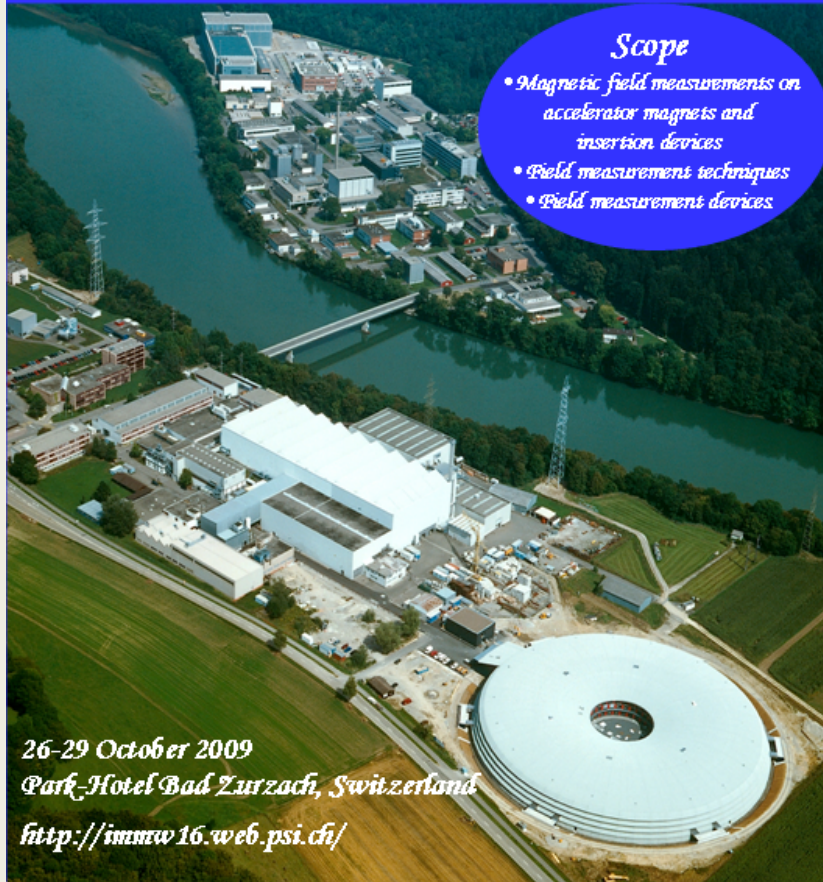 Scope
• Magnetic field measurements on
accelerator magnets and
insertion devices
• Field measurement techniques
• Field measurement devices.
26-29 October 2009
Park-Hotel Bad Zurzach, Switzerland
http://immw16.web.psi.ch/